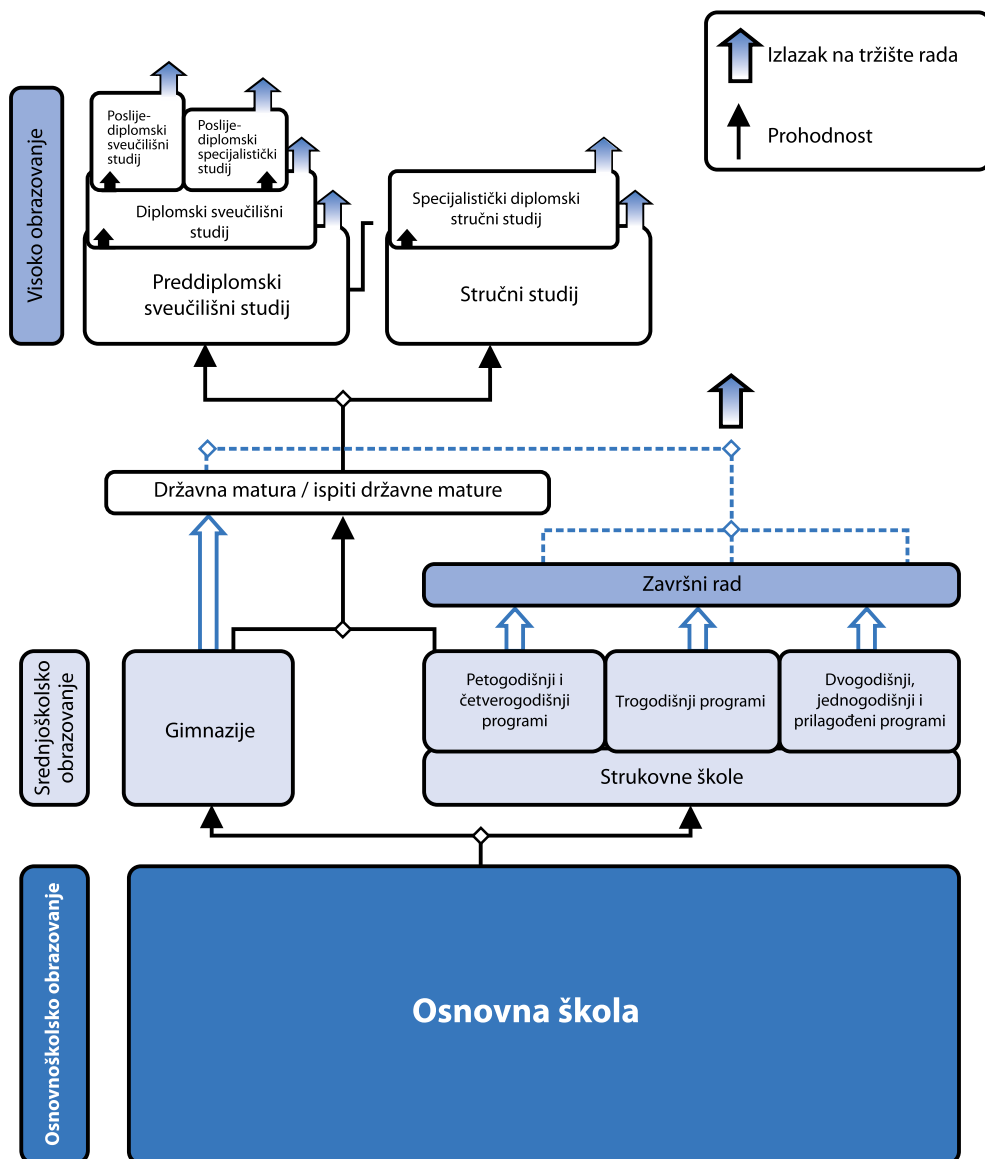 Izlazak na tržište rada
Prohodnost
Visoko obrazovanje
Poslije-
diplomski
sveučilišni
studij
Poslije-
diplomski
specijalistički
studij
Diplomski sveučilišni
studij
Preddiplomski
sveučilišni studij
Specijalistički diplomski
stručni studij
Stručni studij
Državna matura / ispiti državne mature
Završni rad
Srednjoškolsko
obrazovanje
Gimnazije
Petogodišnji i
četverogodišnji
programi
Trogodišnji programi
Dvogodišnji,
jednogodišnji i
prilagođeni programi
Strukovne škole
Osnovnoškolsko obrazovanje
Osnovna škola